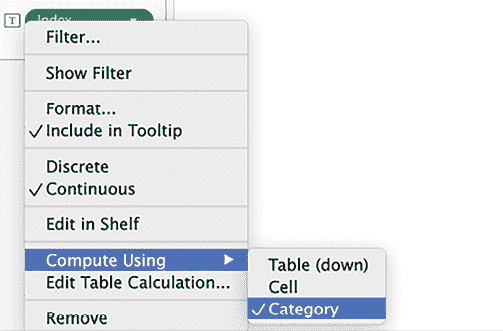 T Index
Filter...
Show Filter
Format...
✓ Include in Tooltip
Discrete
✓ Continuous
Edit in Shelf
Compute Using ▶
Table (down)
Cell
✓ Category
Edit Table Calculation...
Remove